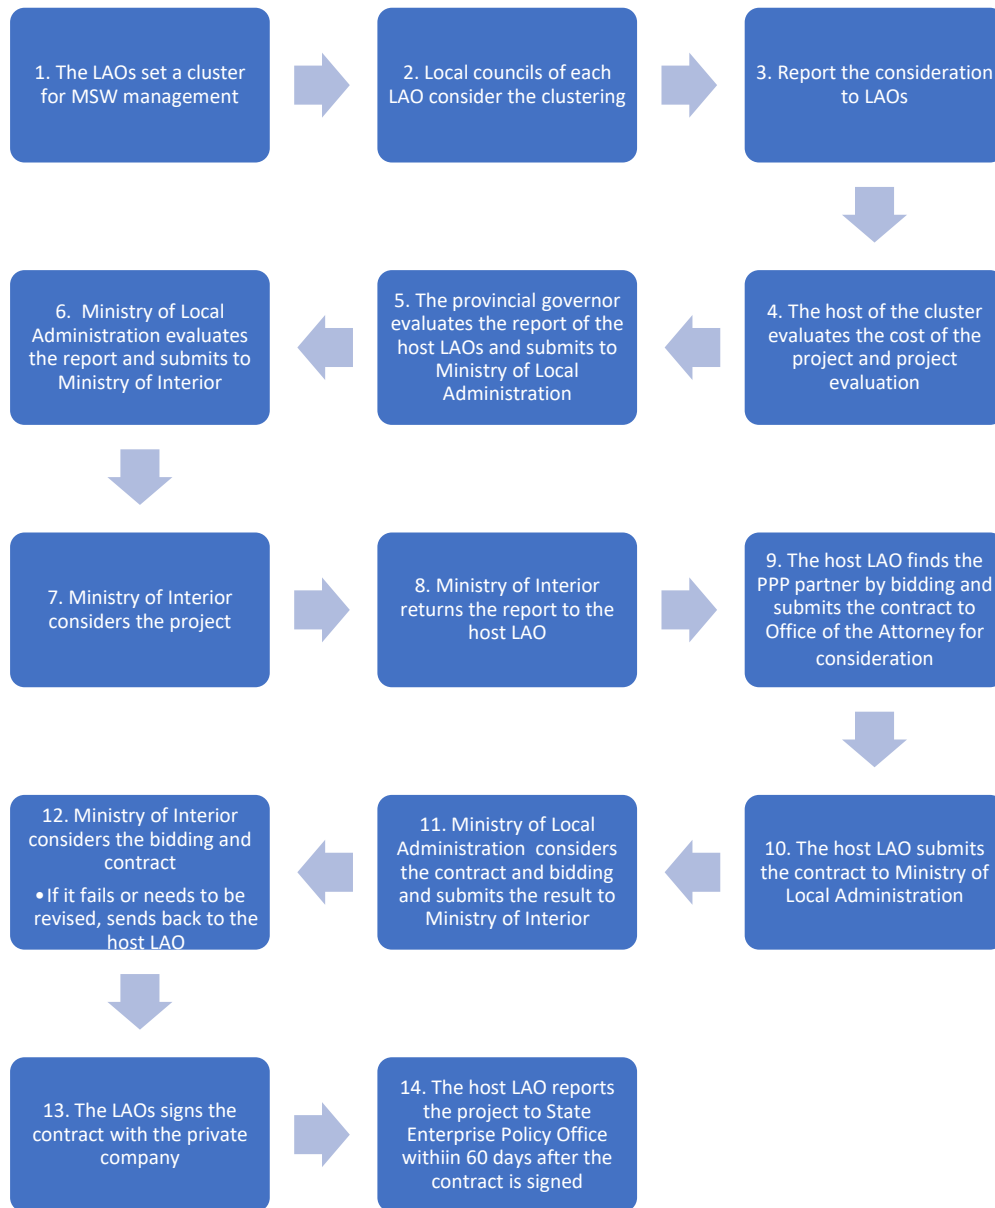 1. The LAOs set a cluster
for MSW management
2. Local councils of each
LAO consider the clustering
3. Report the consideration
to LAOs
4. The host of the cluster
evaluates the cost of the
project and project
evaluation
5. The provincial governor
evaluates the report of the
host LAOs and submits to
Ministry of Local
Administration
6. Ministry of Local
Administration evaluates
the report and submits to
Ministry of Interior
7. Ministry of Interior
considers the project
8. Ministry of Interior
returns the report to the
host LAO
9. The host LAO finds the
PPP partner by bidding and
submits the contract to
Office of the Attorney for
consideration
10. The host LAO submits
the contract to Ministry of
Local Administration
11. Ministry of Local
Administration considers
the contract and bidding
and submits the result to
Ministry of Interior
12. Ministry of Interior
considers the bidding and
contract
•If it fails or needs to be
revised, sends back to the
host LAO
13. The LAOs signs the
contract with the private
company
14. The host LAO reports
the project to State
Enterprise Policy Office
withiin 60 days after the
contract is signed